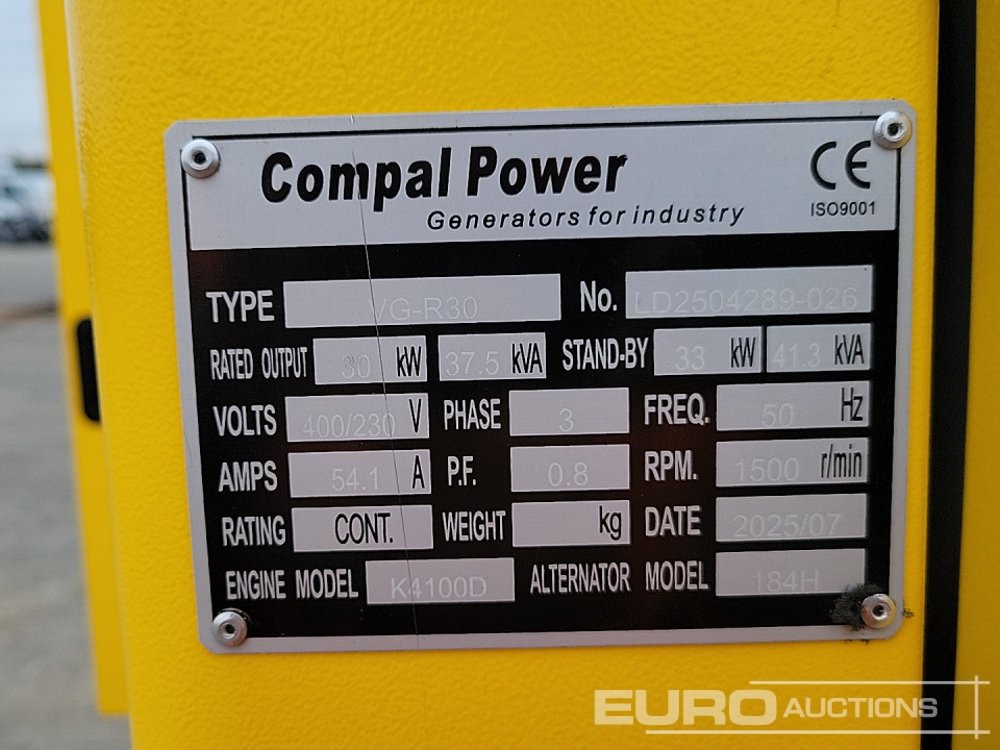 Compal Power
CE
Generators for industry
ISO9001
TYPE VG-R30 No. LD2504289-026
RATED OUTPUT 30 kW 37.5 kVA STAND-BY 33 kW 41.3 kVA
VOLTS 400/230 V PHASE 3 FREQ. 50 Hz
AMPS 54.1 A P.F. 0.8 RPM. 1500 r/min
RATING CONT. WEIGHT kg DATE 2025/07
ENGINE MODEL K4100D ALTERNATOR MODEL 184H
EURO AUCTIONS